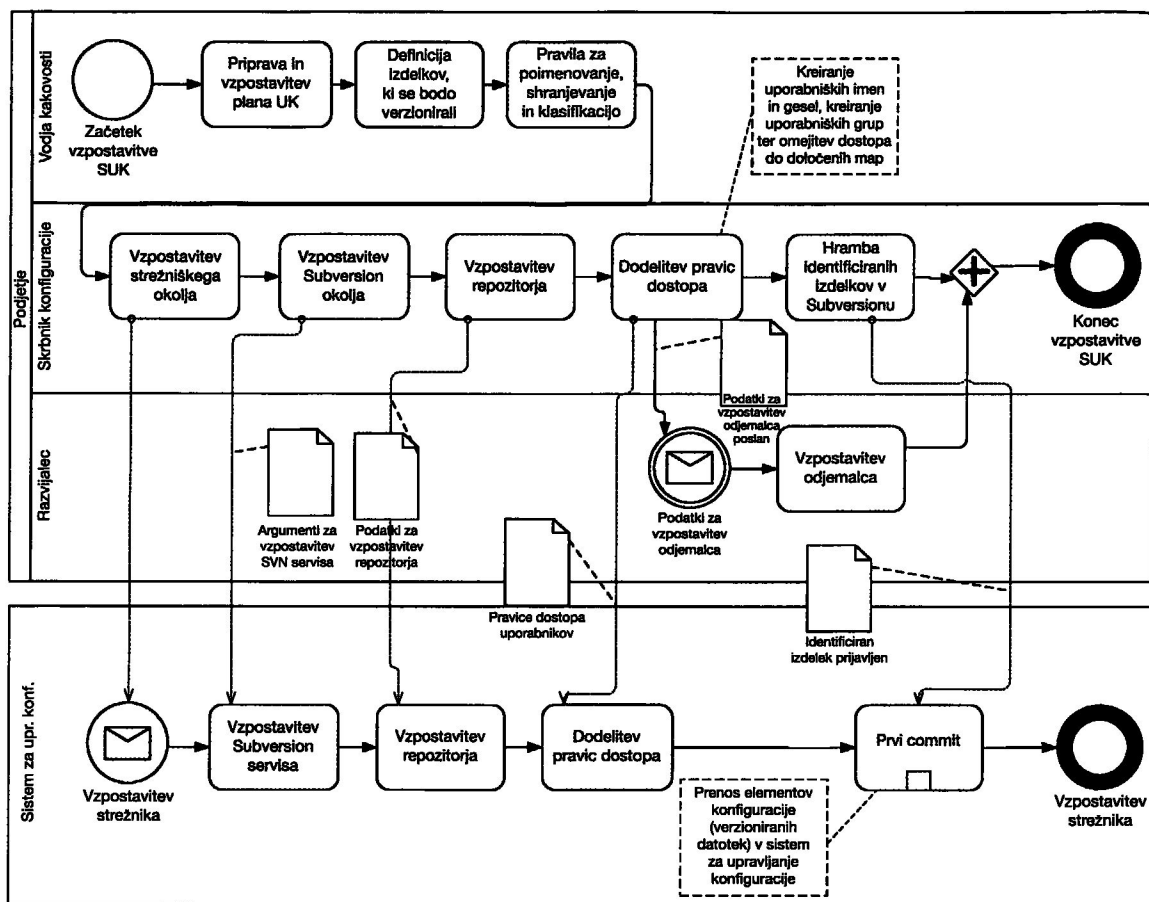 Podjetje
Vodja kakovosti
Začetek
vzpostavitve
SUK
Priprava in
vzpostavitev
plana UK
Definicija
izdelkov,
ki se bodo
verzionirali
Pravila za
poimenovanje,
shranjevanje
in klasifikacijo
Kreiranje
uporabniških imen
in gesel, kreiranje
uporabniških grup
ter omejitev dostopa
do določenih map
Skrbnik konfiguracije
Vzpostavitev
strežniškega
okolja
Vzpostavitev
Subversion
okolja
Vzpostavitev
repozitorja
Dodelitev pravic
dostopa
Hramba
identificiranih
izdelkov v
Subversionu
Konec
vzpostavitve
SUK
Razvijalec
Argumenti za
vzpostavitev
SVN servisa
Podatki za
vzpostavitev
repozitorja
Podatki za
vzpostavitev
odjemalca
poslan
Podatki za
vzpostavitev
odjemalca
Vzpostavitev
odjemalca
Pravice dostopa
uporabnikov
Identificiran
izdelek prijavljen
Sistem za upr. konf.
Vzpostavitev
strežnika
Vzpostavitev
Subversion
servisa
Vzpostavitev
repozitorja
Dodelitev
pravic dostopa
Prvi commit
Vzpostavitev
strežnika
Prenos elementov
konfiguracije
(verzioniranih
datotek) v sistem
za upravljanje
konfiguracije